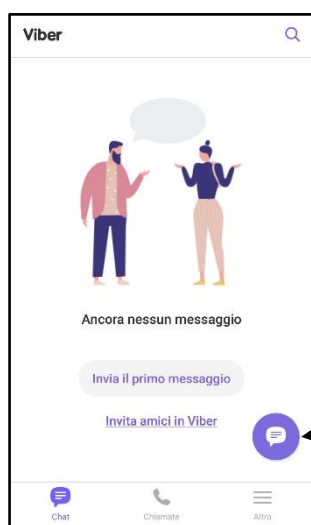 Viber
Ancora nessun messaggio
Invia il primo messaggio
Invita amici in Viber
Chat
Chiamate
Altro